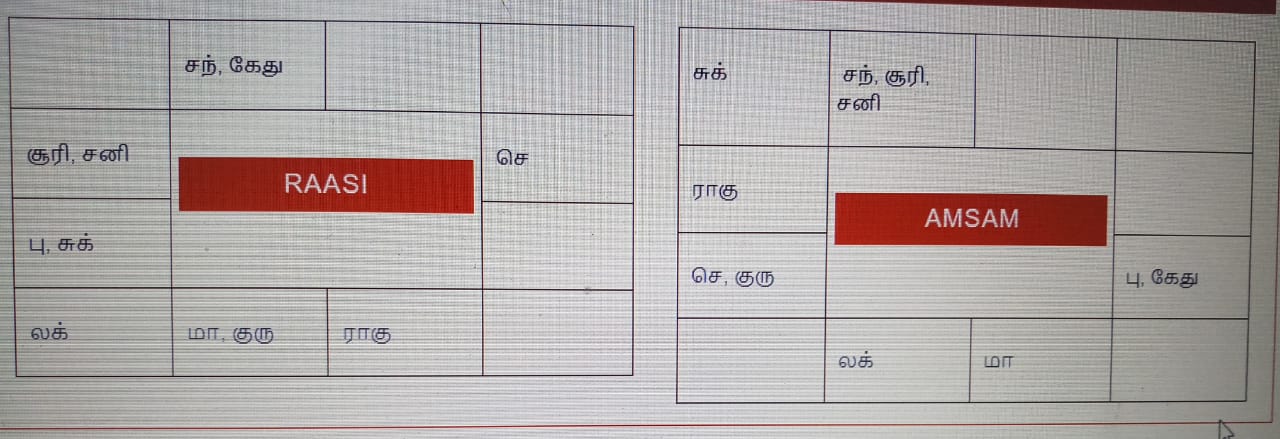 சந், கேது
சூரி, சனி
RAASI
செ
பு, சுக்
லக்
மா, குரு
ராகு
சுக்
சந், சூரி,
சனி
ராகு
AMSAM
செ, குரு
பு, கேது
லக்
மா